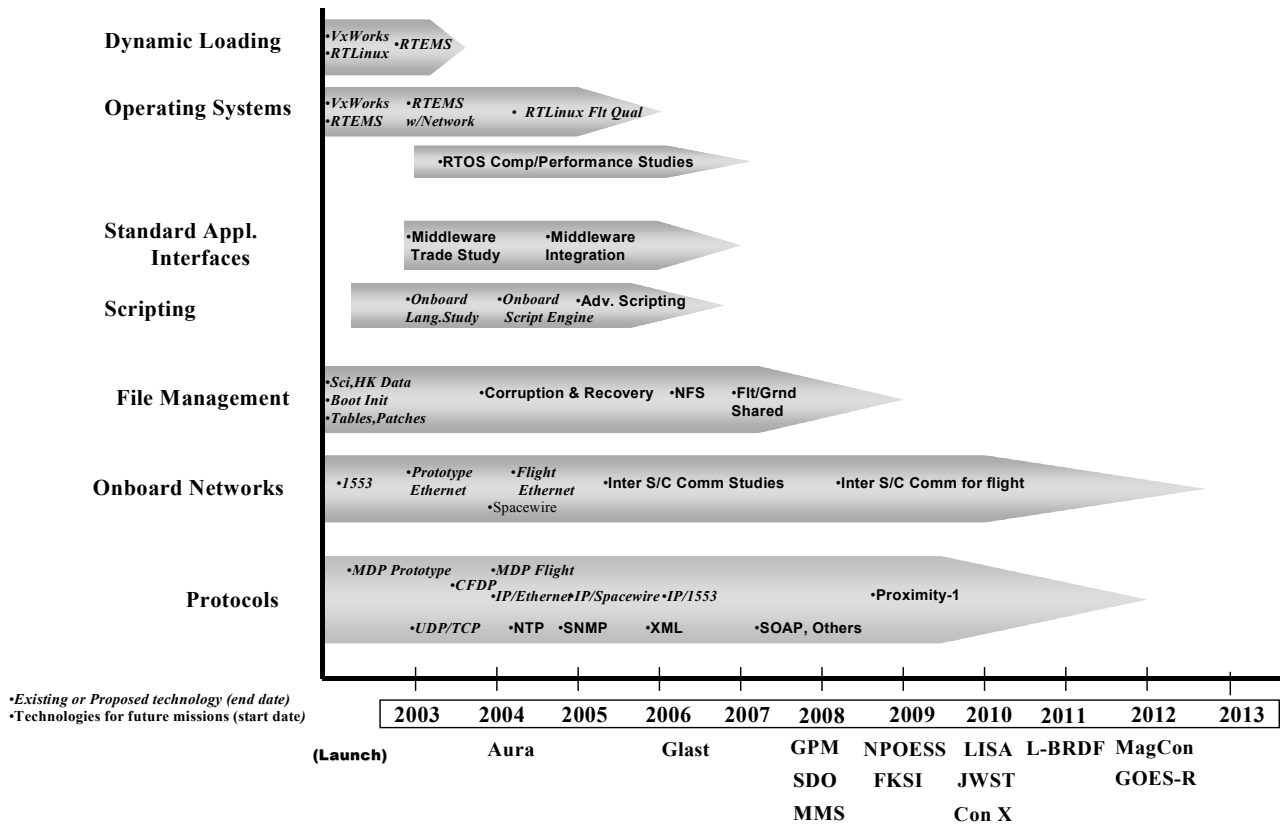 Dynamic Loading
•VxWorks
•RTLinux
•RTEMS
Operating Systems
•VxWorks
•RTEMS
•RTEMS
w/Network
• RTLinux Flt Qual
•RTOS Comp/Performance Studies
Standard Appl.
Interfaces
•Middleware
Trade Study
•Middleware
Integration
Scripting
•Onboard
Lang.Study
•Onboard
Script Engine
•Adv. Scripting
File Management
•Sci,HK Data
•Boot Init
•Tables,Patches
•Corruption & Recovery
•NFS
•Flt/Grnd
Shared
Onboard Networks
•1553
•Prototype
Ethernet
•Flight
Ethernet
•Spacewire
•Inter S/C Comm Studies
•Inter S/C Comm for flight
Protocols
•MDP Prototype
•MDP Flight
•CFDP
•IP/Ethernet
•IP/Spacewire
•IP/1553
•Proximity-1
•UDP/TCP
•NTP
•SNMP
•XML
•SOAP, Others
•Existing or Proposed technology (end date)
•Technologies for future missions (start date)
2003 2004 2005 2006 2007 2008 2009 2010 2011 2012 2013
(Launch) Aura Glast GPM NPOESS LISA L-BRDF MagCon
SDO FKSI JWST GOES-R
MMS Con X